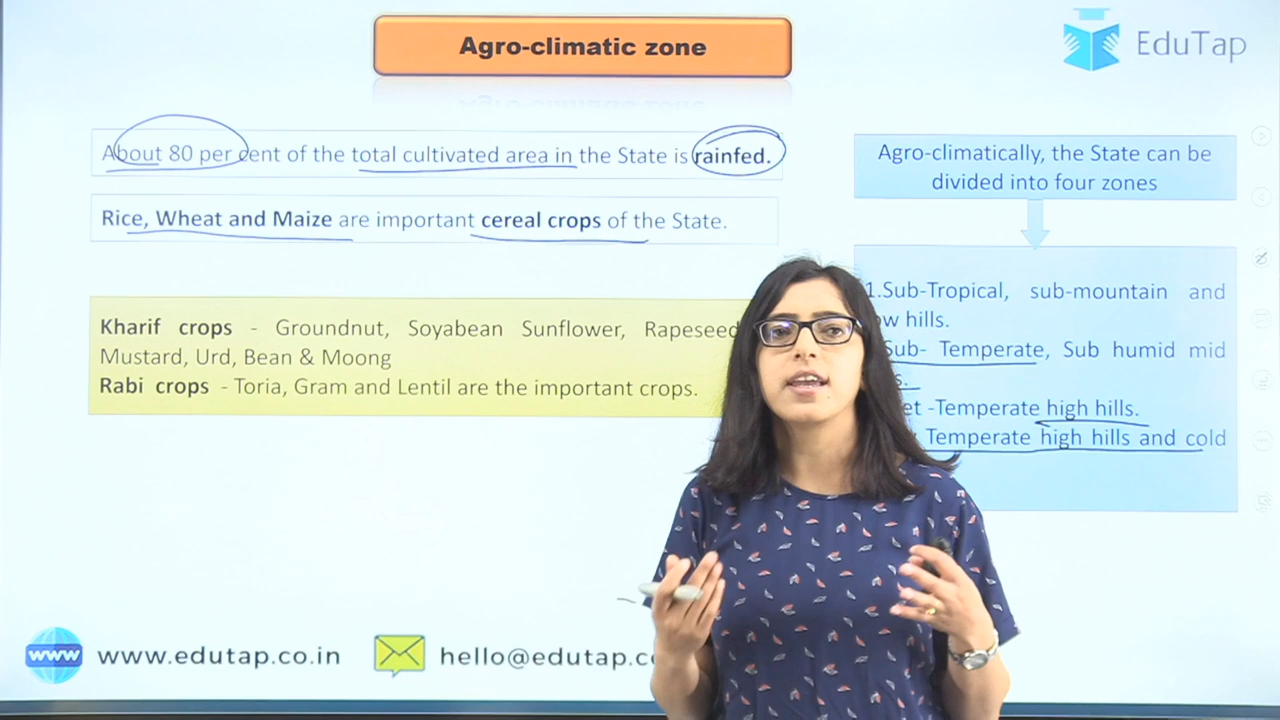 Agro-climatic zone
EduTap
About 80 per cent of the total cultivated area in the State is rainfed.
Rice, Wheat and Maize are important cereal crops of the State.
Kharif crops - Groundnut, Soyabean Sunflower, Rapeseed
Mustard, Urd, Bean & Moong
Rabi crops - Toria, Gram and Lentil are the important crops.
Agro-climatically, the State can be
divided into four zones
1.Sub-Tropical, sub-mountain and
hills.
Sub- Temperate, Sub humid mid
-Temperate high hills.
Temperate high hills and cold
www
www.edutap.co.in
hello@edutap.c